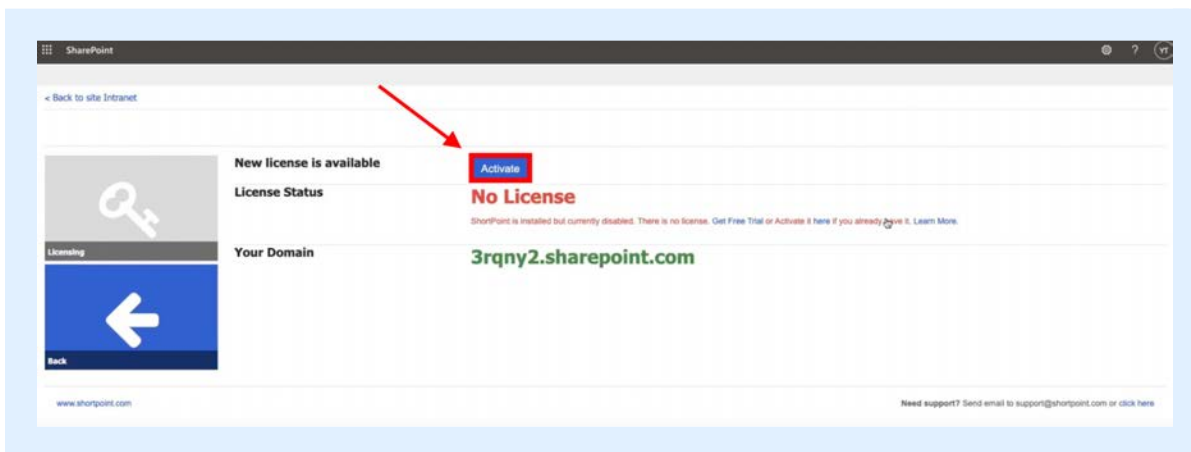 SharePoint
?
YT
< Back to site Intranet
New license is available
Activate
License Status
No License
ShortPoint is installed but currently disabled. There is no license. Get Free Trial or Activate it here if you already have it. Learn More.
Licensing
Your Domain
3rqny2.sharepoint.com
Back
www.shortpoint.com
Need support? Send email to support@shortpoint.com or click here